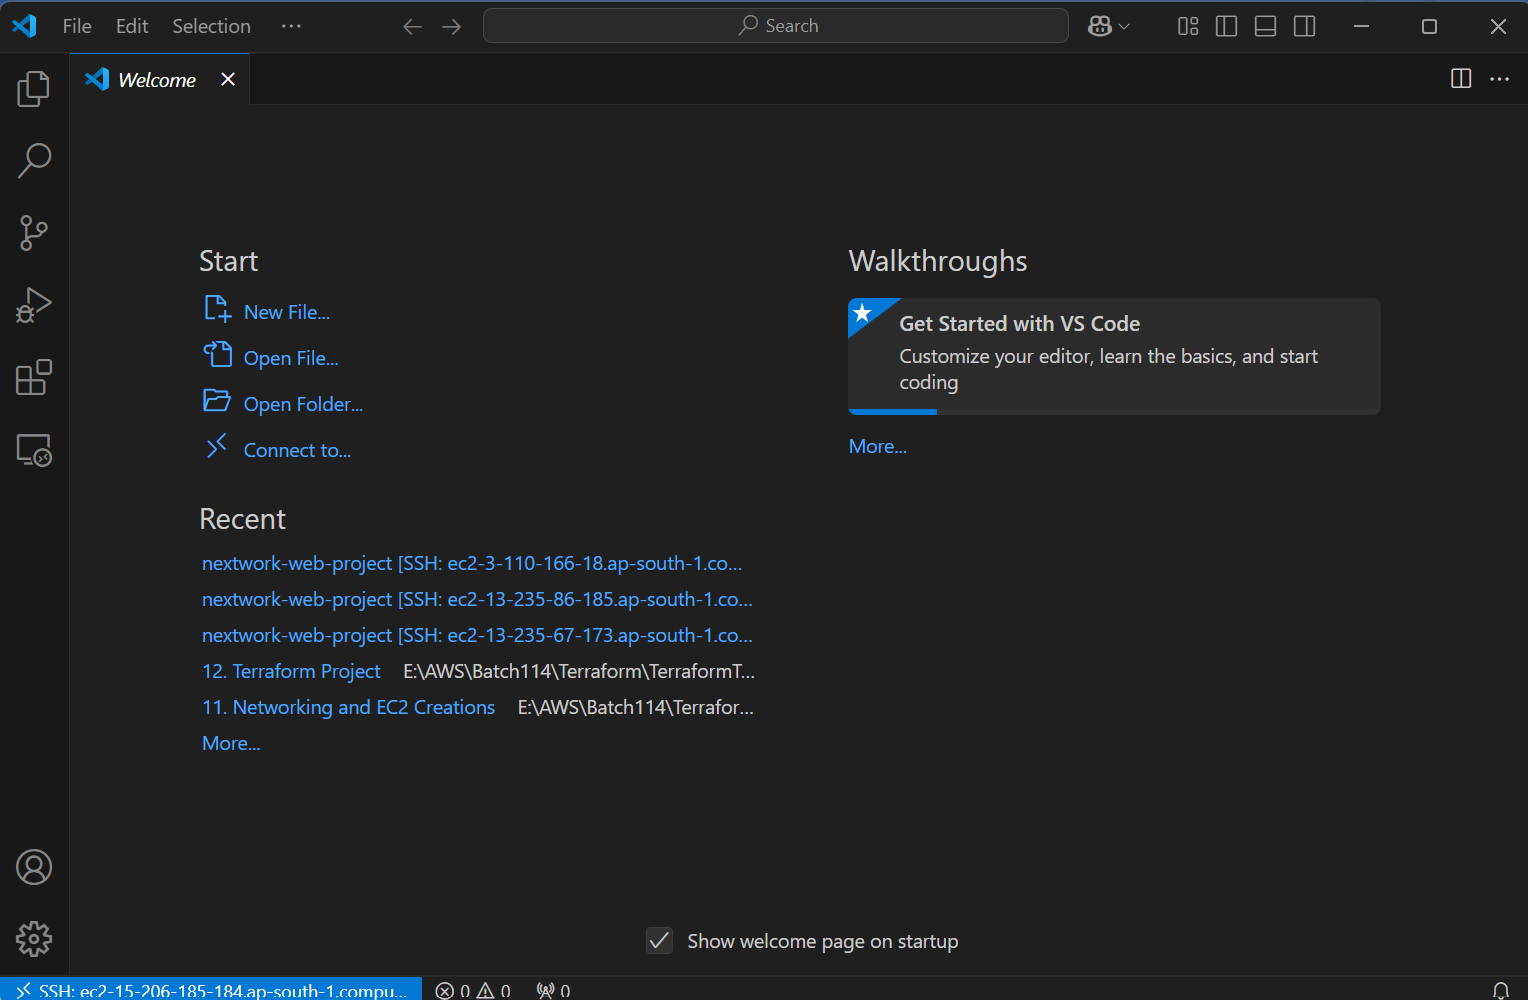 File Edit Selection ··· Search
Welcome
Start
New File...
Open File...
Open Folder...
Connect to...
Recent
nextwork-web-project [SSH: ec2-3-110-166-18.ap-south-1.co...
nextwork-web-project [SSH: ec2-13-235-86-185.ap-south-1.co...
nextwork-web-project [SSH: ec2-13-235-67-173.ap-south-1.co...
12. Terraform Project E:\AWS\Batch114\Terraform\TerraformT...
11. Networking and EC2 Creations E:\AWS\Batch114\Terrafor...
More...
Walkthroughs
Get Started with VS Code
Customize your editor, learn the basics, and start
coding
More...
Show welcome page on startup
SSH: ec2-15-206-185-184.ap-south-1.compu... 0 0 0